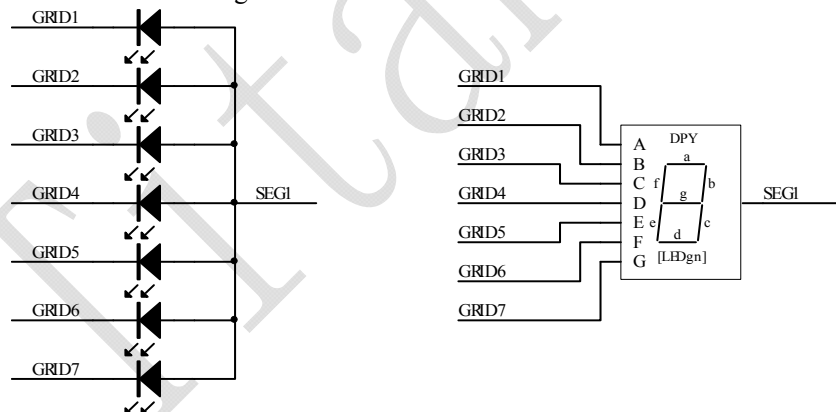 GRID1
GRID2
GRID3
GRID4
SEG1
GRID5
GRID6
GRID7
GRID1
GRID2
GRID3
GRID4
GRID5
GRID6
GRID7
A
B
C
D
E
F
G
DPY
a
f b
g
e c
d
[LEDgn]
SEG1